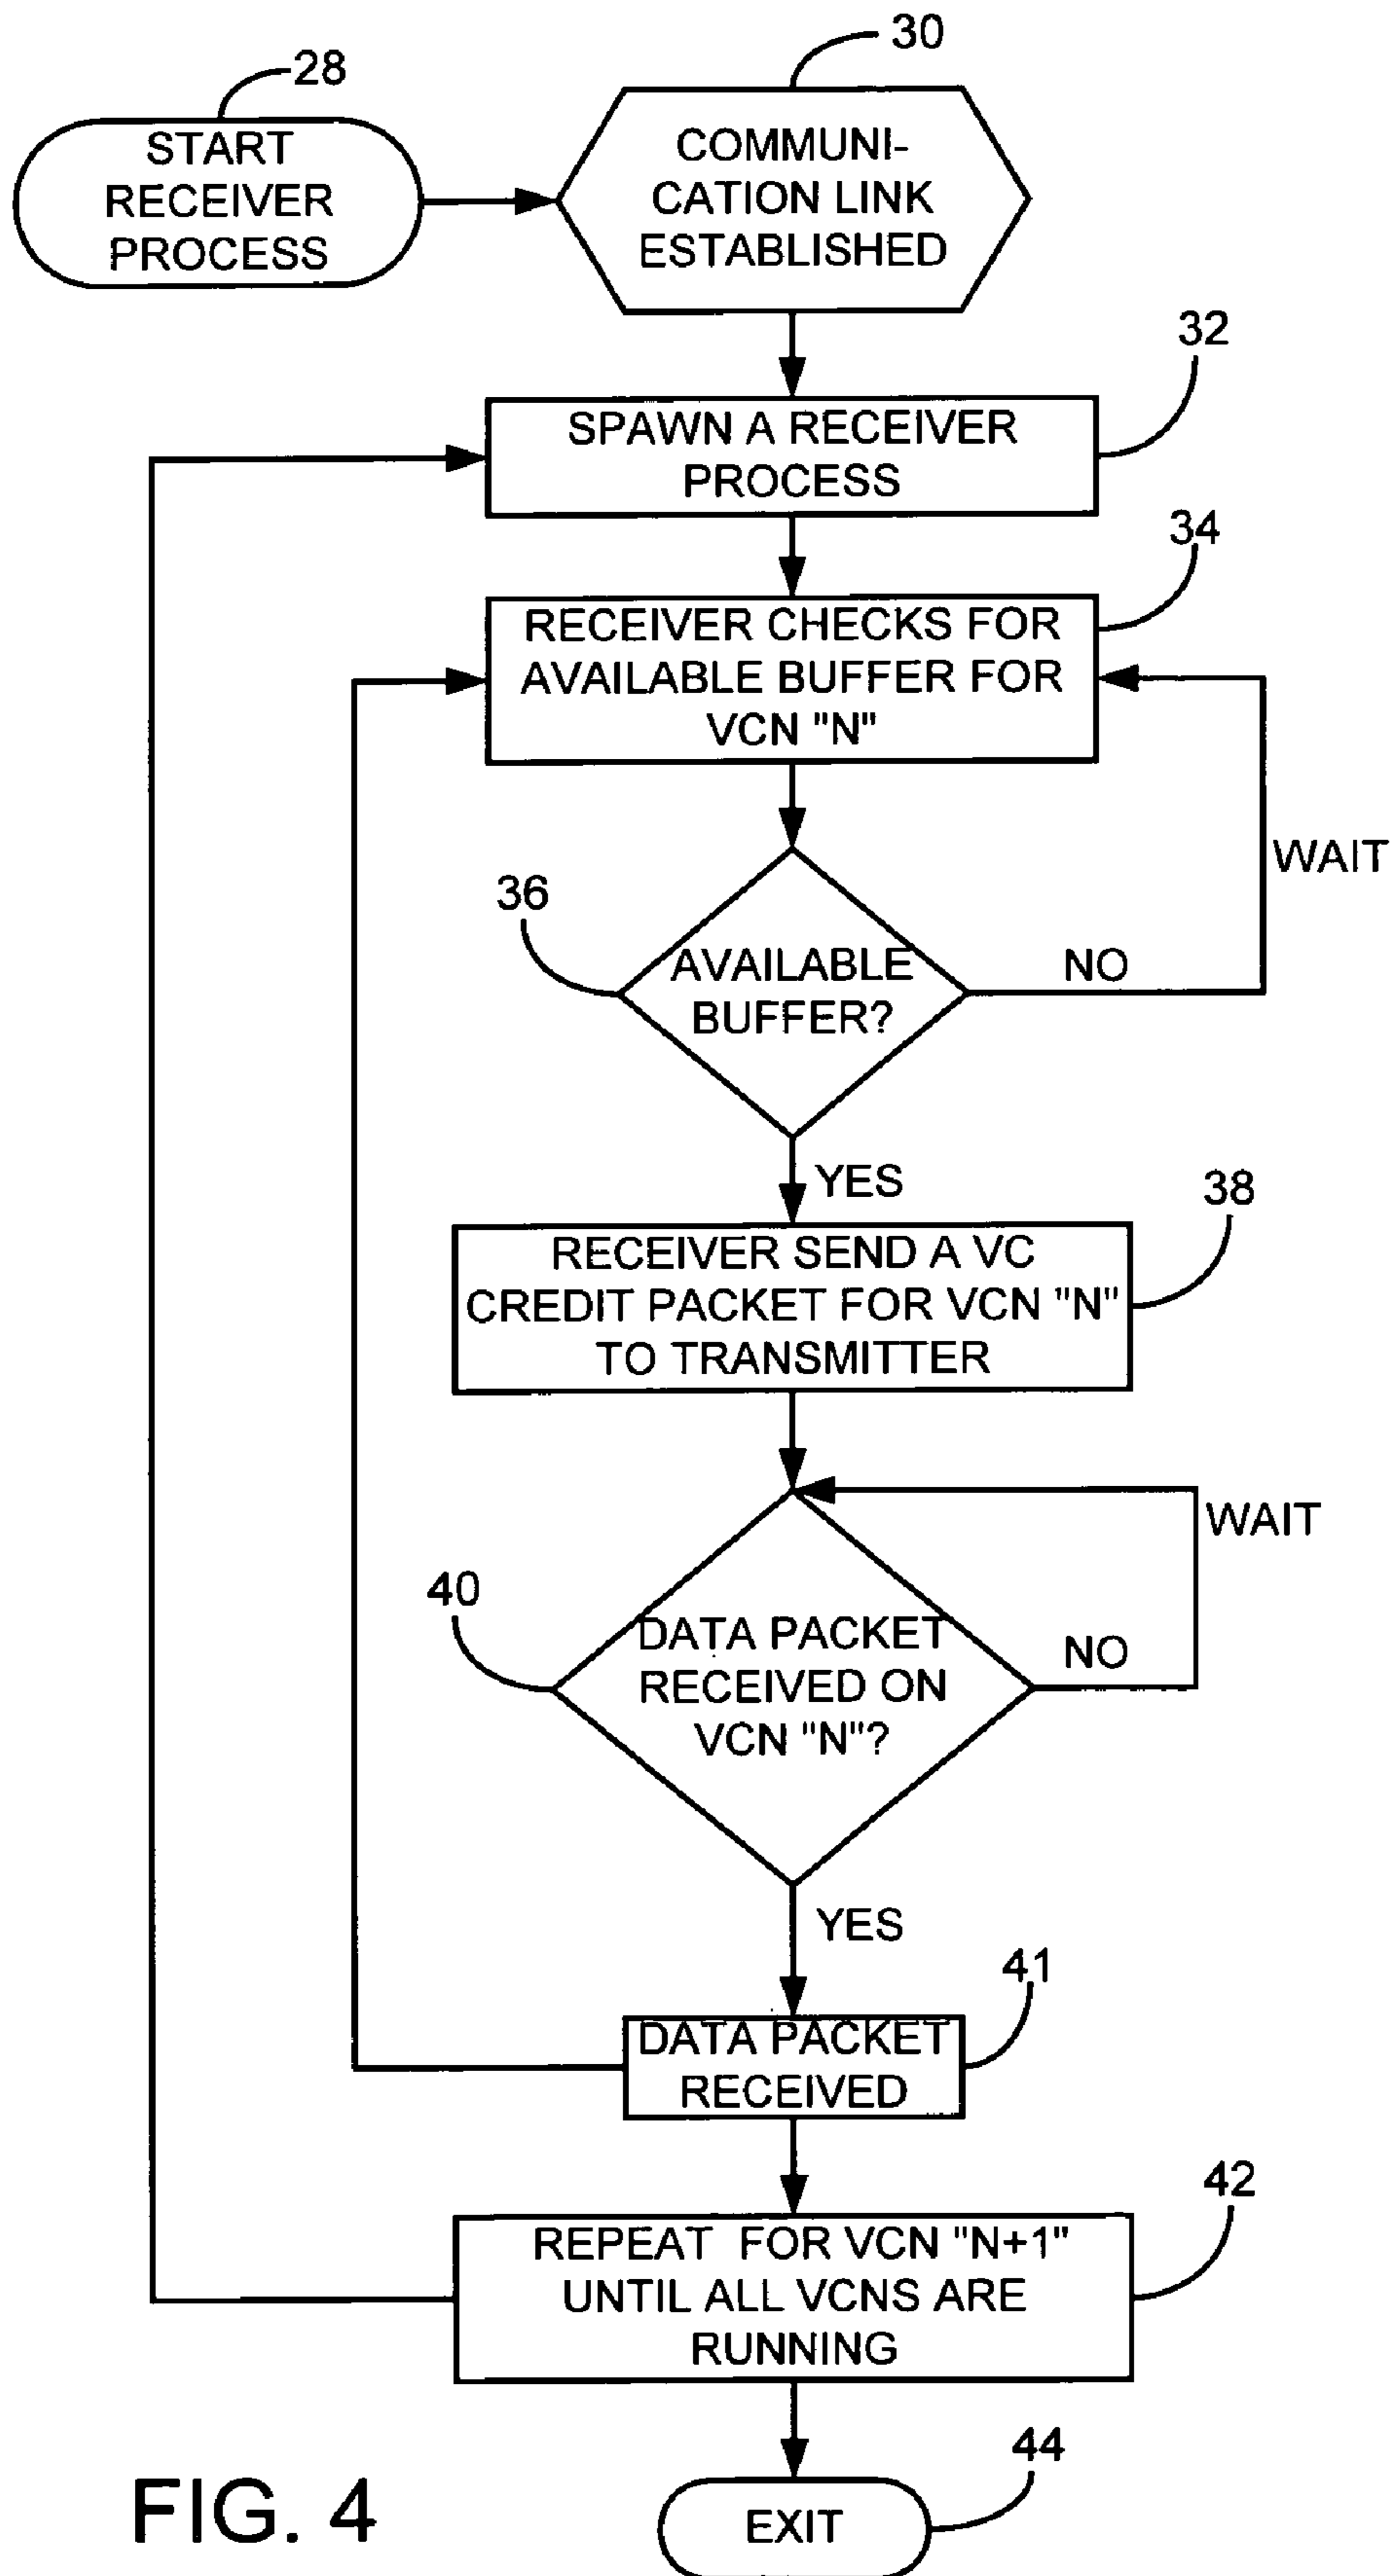 30
28
START
RECEIVER
PROCESS
COMMUNI-
CATION LINK
ESTABLISHED
32
SPAWN A RECEIVER
PROCESS
34
RECEIVER CHECKS FOR
AVAILABLE BUFFER FOR
VCN "N"
WAIT
36
AVAILABLE
BUFFER?
NO
YES
38
RECEIVER SEND A VC
CREDIT PACKET FOR VCN "N"
TO TRANSMITTER
WAIT
40
DATA PACKET
RECEIVED ON
VCN "N"?
NO
YES
41
DATA PACKET
RECEIVED
42
REPEAT FOR VCN "N+1"
UNTIL ALL VCNS ARE
RUNNING
44
EXIT
FIG. 4